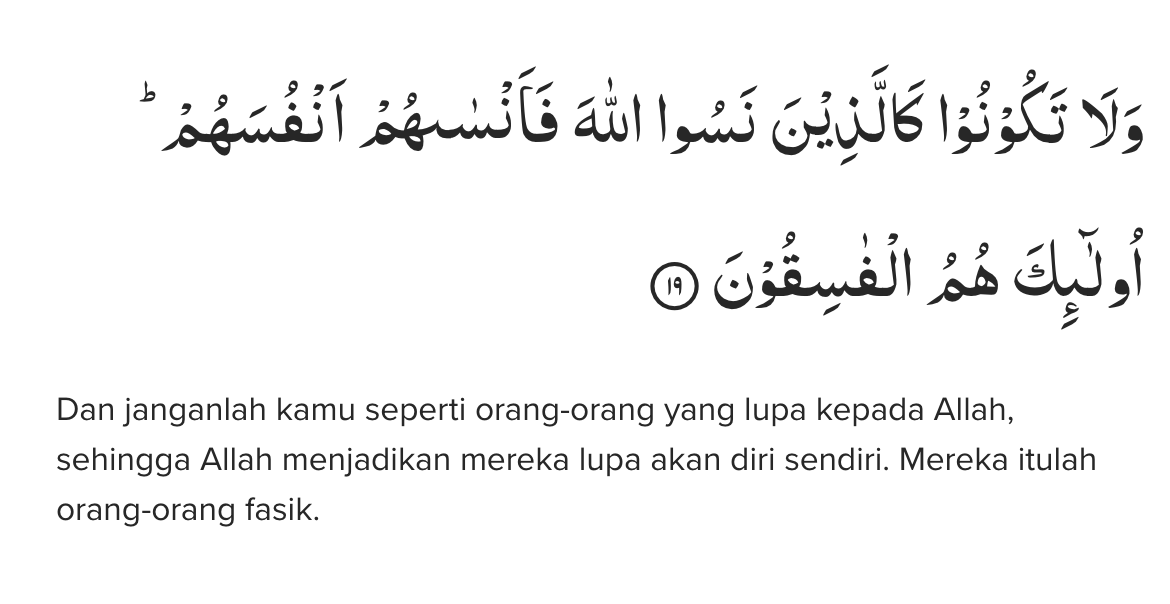 وَلَا تَكُوْنُوْا كَالَّذِيْنَ نَسُوا اللّٰهَ فَاَنْسٰىهُمْ اَنْفُسَهُمْ ۗ
اُولٰۤىِٕكَ هُمُ الْفٰسِقُوْنَ ١٩
Dan janganlah kamu seperti orang-orang yang lupa kepada Allah,
sehingga Allah menjadikan mereka lupa akan diri sendiri. Mereka itulah
orang-orang fasik.